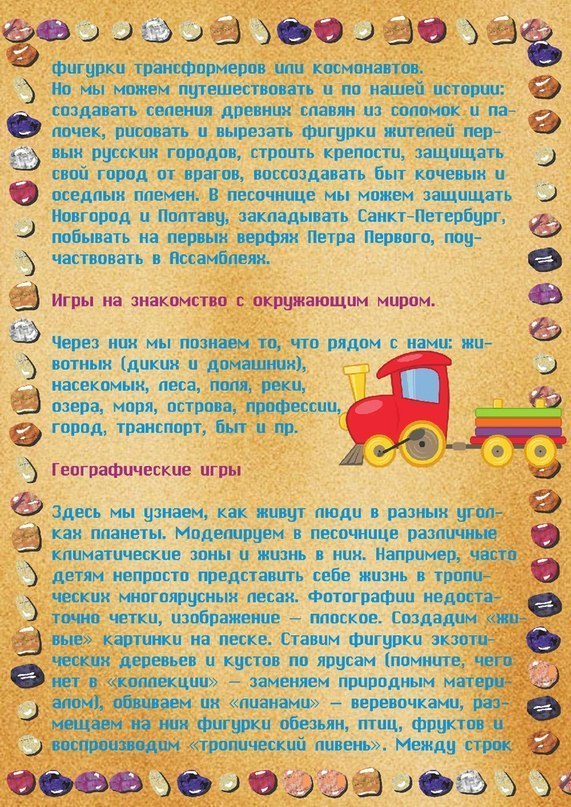 фигурки трансформеров или космонавтов.
Но мы можем путешествовать и по нашей истории:
создавать селения древних славян из соломок и па-
лочек, рисовать и вырезать фигурки жителей пер-
вых русских городов, строить крепости, защищать
свой город от врагов, воссоздавать быт кочевых и
оседлых племен. В песочнице мы можем защищать
Новгород и Полтаву, закладывать Санкт-Петербург,
побывать на первых верфях Петра Первого, поу-
частвовать в Ассамблеях.
Игры на знакомство с окружающим миром.
Через них мы познаем то, что рядом с нами: жи-
вотных (диких и домашних),
насекомых, леса, поля, реки,
озера, моря, острова, профессии,
город, транспорт, быт и пр.
Географические игры
Здесь мы узнаем, как живут люди в разных угол-
ках планеты. Моделируем в песочнице различные
климатические зоны и жизнь в них. Например, часто
детям непросто представить себе жизнь в тропи-
ческих многоярусных лесах. Фотографии недоста-
точно четки, изображение – плоское. Создадим «жи-
вые» картинки на песке. Ставим фигурки экзоти-
ческих деревьев и кустов по ярусам (помните, чего
нет в «коллекции» – заменяем природным матери-
алом), обвиваем их «лианами» – веревочками, раз-
мещаем на них фигурки обезьян, птиц, фруктов и
воспроизводим «тропический ливень». Между строк